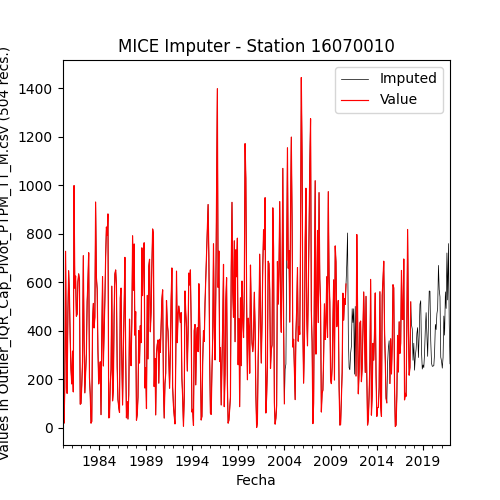 MICE Imputer - Station 16070010
Imputed
Value
Values in Outlier_IQR_Cap_Pivot_PTPM_TT_M.csv (504 recs.)
1400
1200
1000
800
600
400
200
0
1984 1989 1994 1999 2004 2009 2014 2019
Fecha